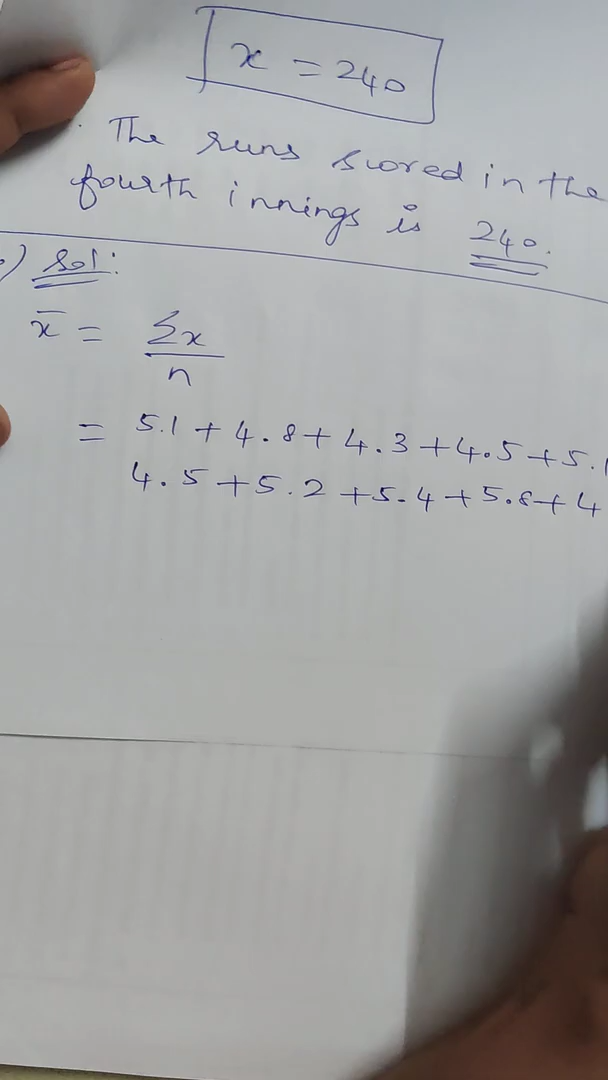 x = 240
The runs scored in the
fourth innings is 240.
) Sol:
x̄ = Σx
n
= 5.1 + 4.8 + 4.3 + 4.5 + 5.1
4.5 + 5.2 + 5.4 + 5.8 + 4